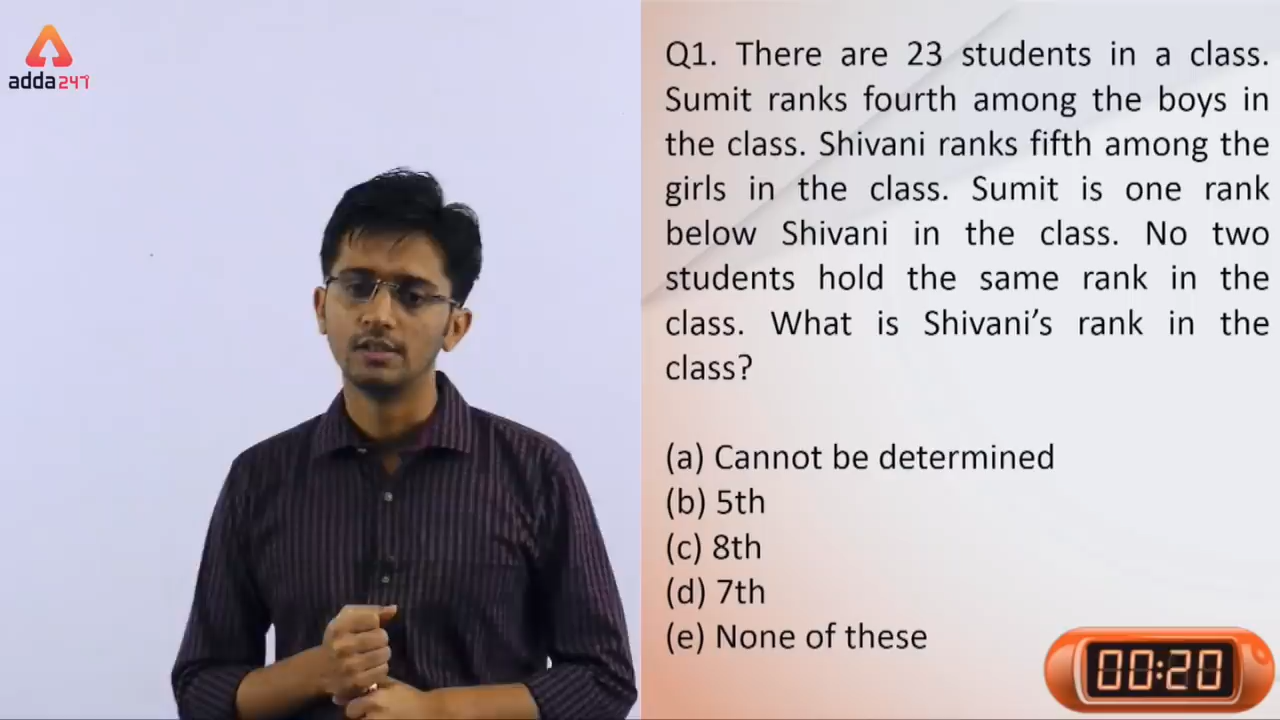 adda247
Q1. There are 23 students in a class.
Sumit ranks fourth among the boys in
the class. Shivani ranks fifth among the
girls in the class. Sumit is one rank
below Shivani in the class. No two
students hold the same rank in the
class. What is Shivani’s rank in the
class?
(a) Cannot be determined
(b) 5th
(c) 8th
(d) 7th
(e) None of these
00:20